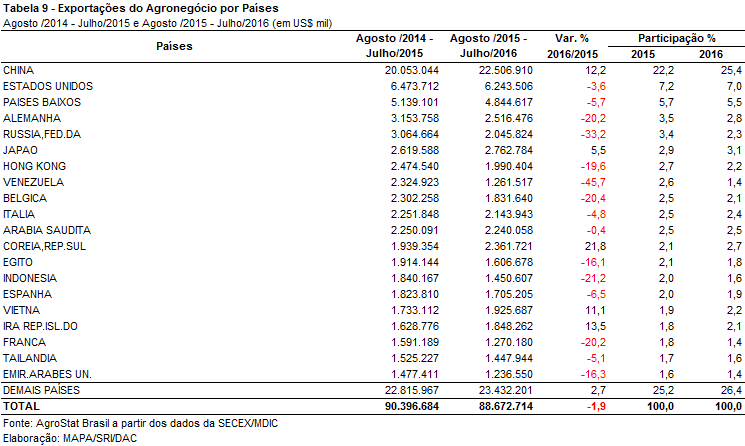 Tabela 9 - Exportações do Agronegócio por Países
Agosto /2014 - Julho/2015 e Agosto /2015 - Julho/2016 (em US$ mil)
Países Agosto /2014 - Julho/2015 Agosto /2015 - Julho/2016 Var. % 2016/2015 Participação % 2015 2016
CHINA 20.053.044 22.506.910 12,2 22,2 25,4
ESTADOS UNIDOS 6.473.712 6.243.506 -3,6 7,2 7,0
PAISES BAIXOS 5.139.101 4.844.617 -5,7 5,7 5,5
ALEMANHA 3.153.758 2.516.476 -20,2 3,5 2,8
RUSSIA,FED.DA 3.064.664 2.045.824 -33,2 3,4 2,3
JAPAO 2.619.588 2.762.784 5,5 2,9 3,1
HONG KONG 2.474.540 1.990.404 -19,6 2,7 2,2
VENEZUELA 2.324.923 1.261.517 -45,7 2,6 1,4
BELGICA 2.302.258 1.831.640 -20,4 2,5 2,1
ITALIA 2.251.848 2.143.943 -4,8 2,5 2,4
ARABIA SAUDITA 2.250.091 2.240.058 -0,4 2,5 2,5
COREIA,REP.SUL 1.939.354 2.361.721 21,8 2,1 2,7
EGITO 1.914.144 1.606.678 -16,1 2,1 1,8
INDONESIA 1.840.167 1.450.607 -21,2 2,0 1,6
ESPANHA 1.823.810 1.705.205 -6,5 2,0 1,9
VIETNA 1.733.112 1.925.687 11,1 1,9 2,2
IRA REP.ISL.DO 1.628.776 1.848.262 13,5 1,8 2,1
FRANCA 1.591.189 1.270.180 -20,2 1,8 1,4
TAILANDIA 1.525.227 1.447.944 -5,1 1,7 1,6
EMIR.ARABES UN. 1.477.411 1.236.550 -16,3 1,6 1,4
DEMAIS PAÍSES 22.815.967 23.432.201 2,7 25,2 26,4
TOTAL 90.396.684 88.672.714 -1,9 100,0 100,0
Fonte: AgroStat Brasil a partir dos dados da SECEX/MDIC
Elaboração: MAPA/SRI/DAC